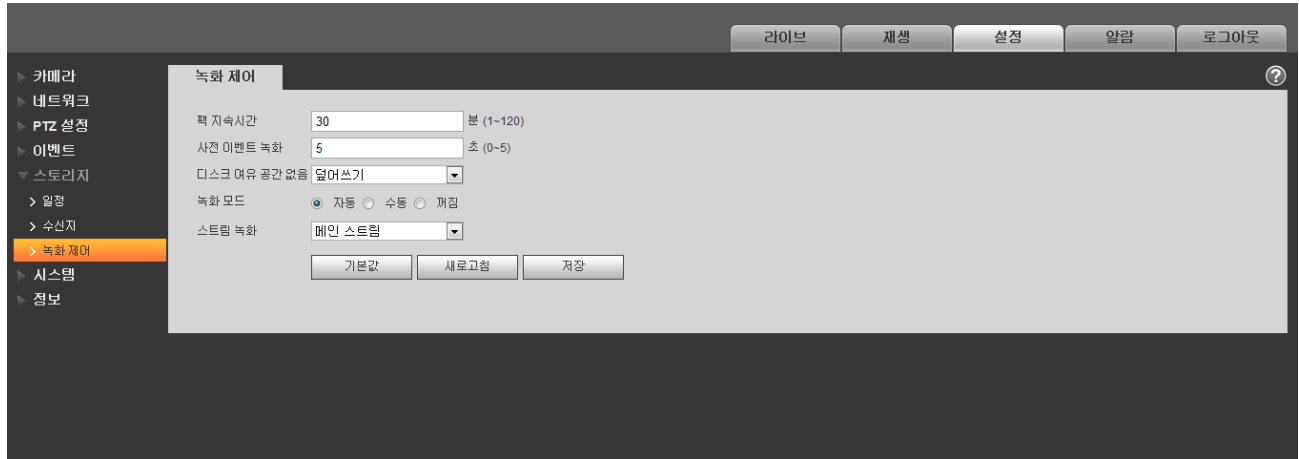 라이브 재생 설정 알람 로그아웃
카메라
네트워크
PTZ 설정
이벤트
스토리지
일정
수신지
녹화 제어
시스템
정보
녹화 제어
?
팩 지속시간 30 분 (1~120)
사전 이벤트 녹화 5 초 (0~5)
디스크 여유 공간 없음 덮어쓰기
녹화 모드 자동 수동 꺼짐
스트림 녹화 메인 스트림
기본값 새로고침 저장